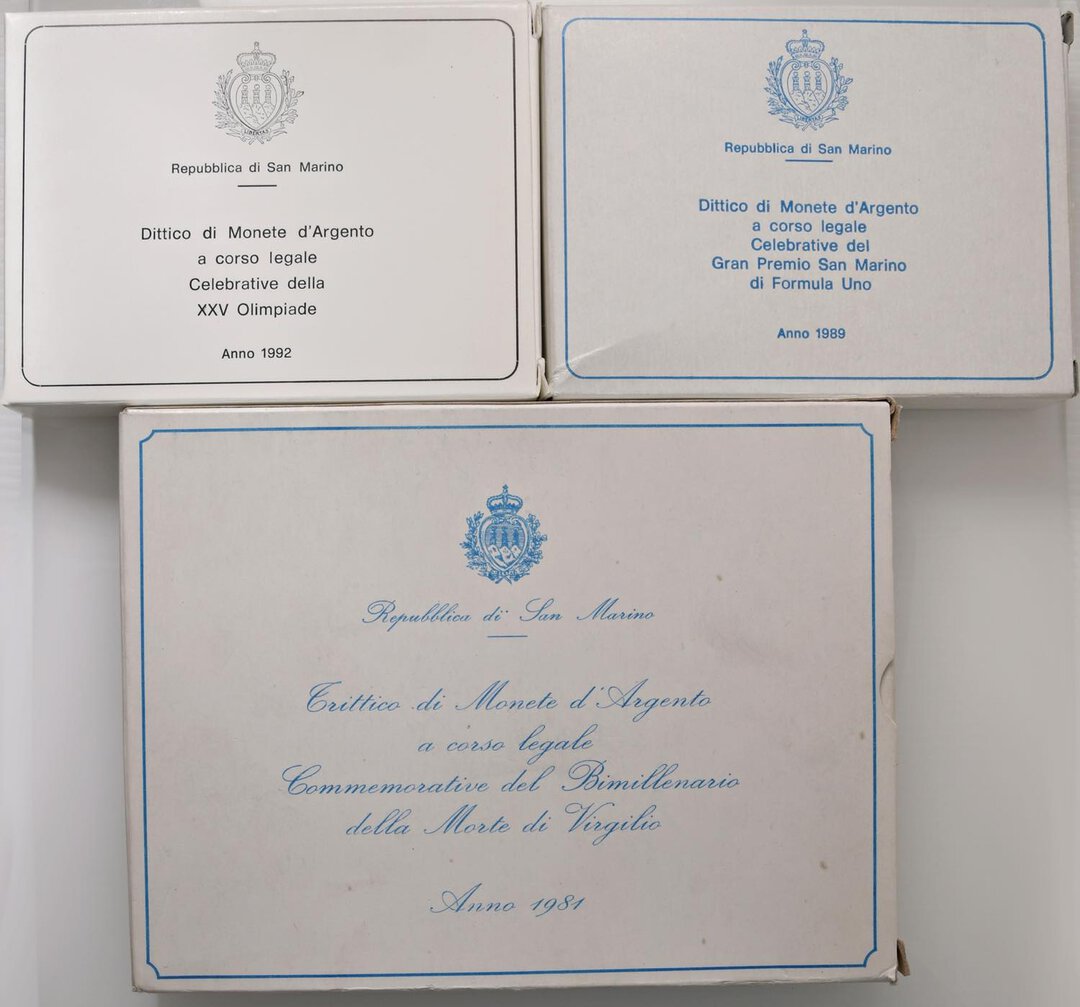 LIBERTAS
Repubblica di San Marino
Dittico di Monete d'Argento
a corso legale
Celebrative della
XXV Olimpiade
Anno 1992
LIBERTAS
Repubblica di San Marino
Dittico di Monete d'Argento
a corso legale
Celebrative del
Gran Premio San Marino
di Formula Uno
Anno 1989
Repubblica di San Marino
Trittico di Monete d'Argento
a corso legale
Commemorative del Bimillenario
della Morte di Virgilio
Anno 1981